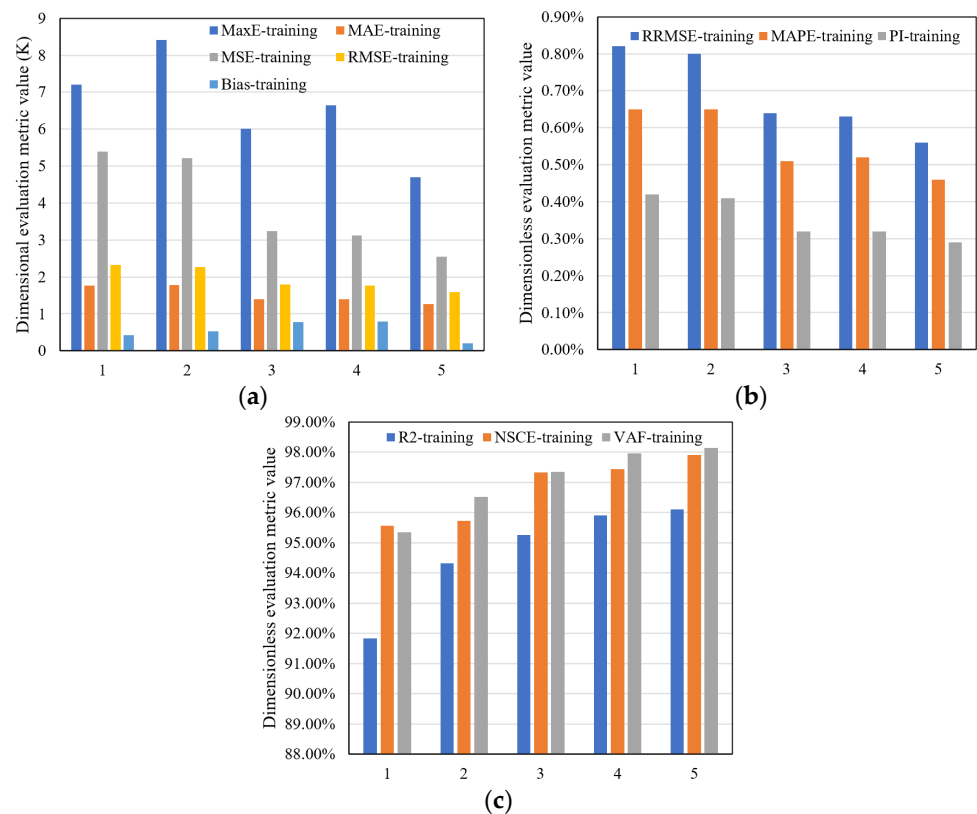 Dimensional evaluation metric value (K)
9
8
7
6
5
4
3
2
1
0
MaxE-training MAE-training
MSE-training RMSE-training
Bias-training
1 2 3 4 5
(a)
Dimensionless evaluation metric value
0.90%
0.80%
0.70%
0.60%
0.50%
0.40%
0.30%
0.20%
0.10%
0.00%
RRMSE-training MAPE-training PI-training
1 2 3 4 5
(b)
Dimensionless evaluation metric value
99.00%
98.00%
97.00%
96.00%
95.00%
94.00%
93.00%
92.00%
91.00%
90.00%
89.00%
88.00%
R2-training NSCE-training VAF-training
1 2 3 4 5
(c)